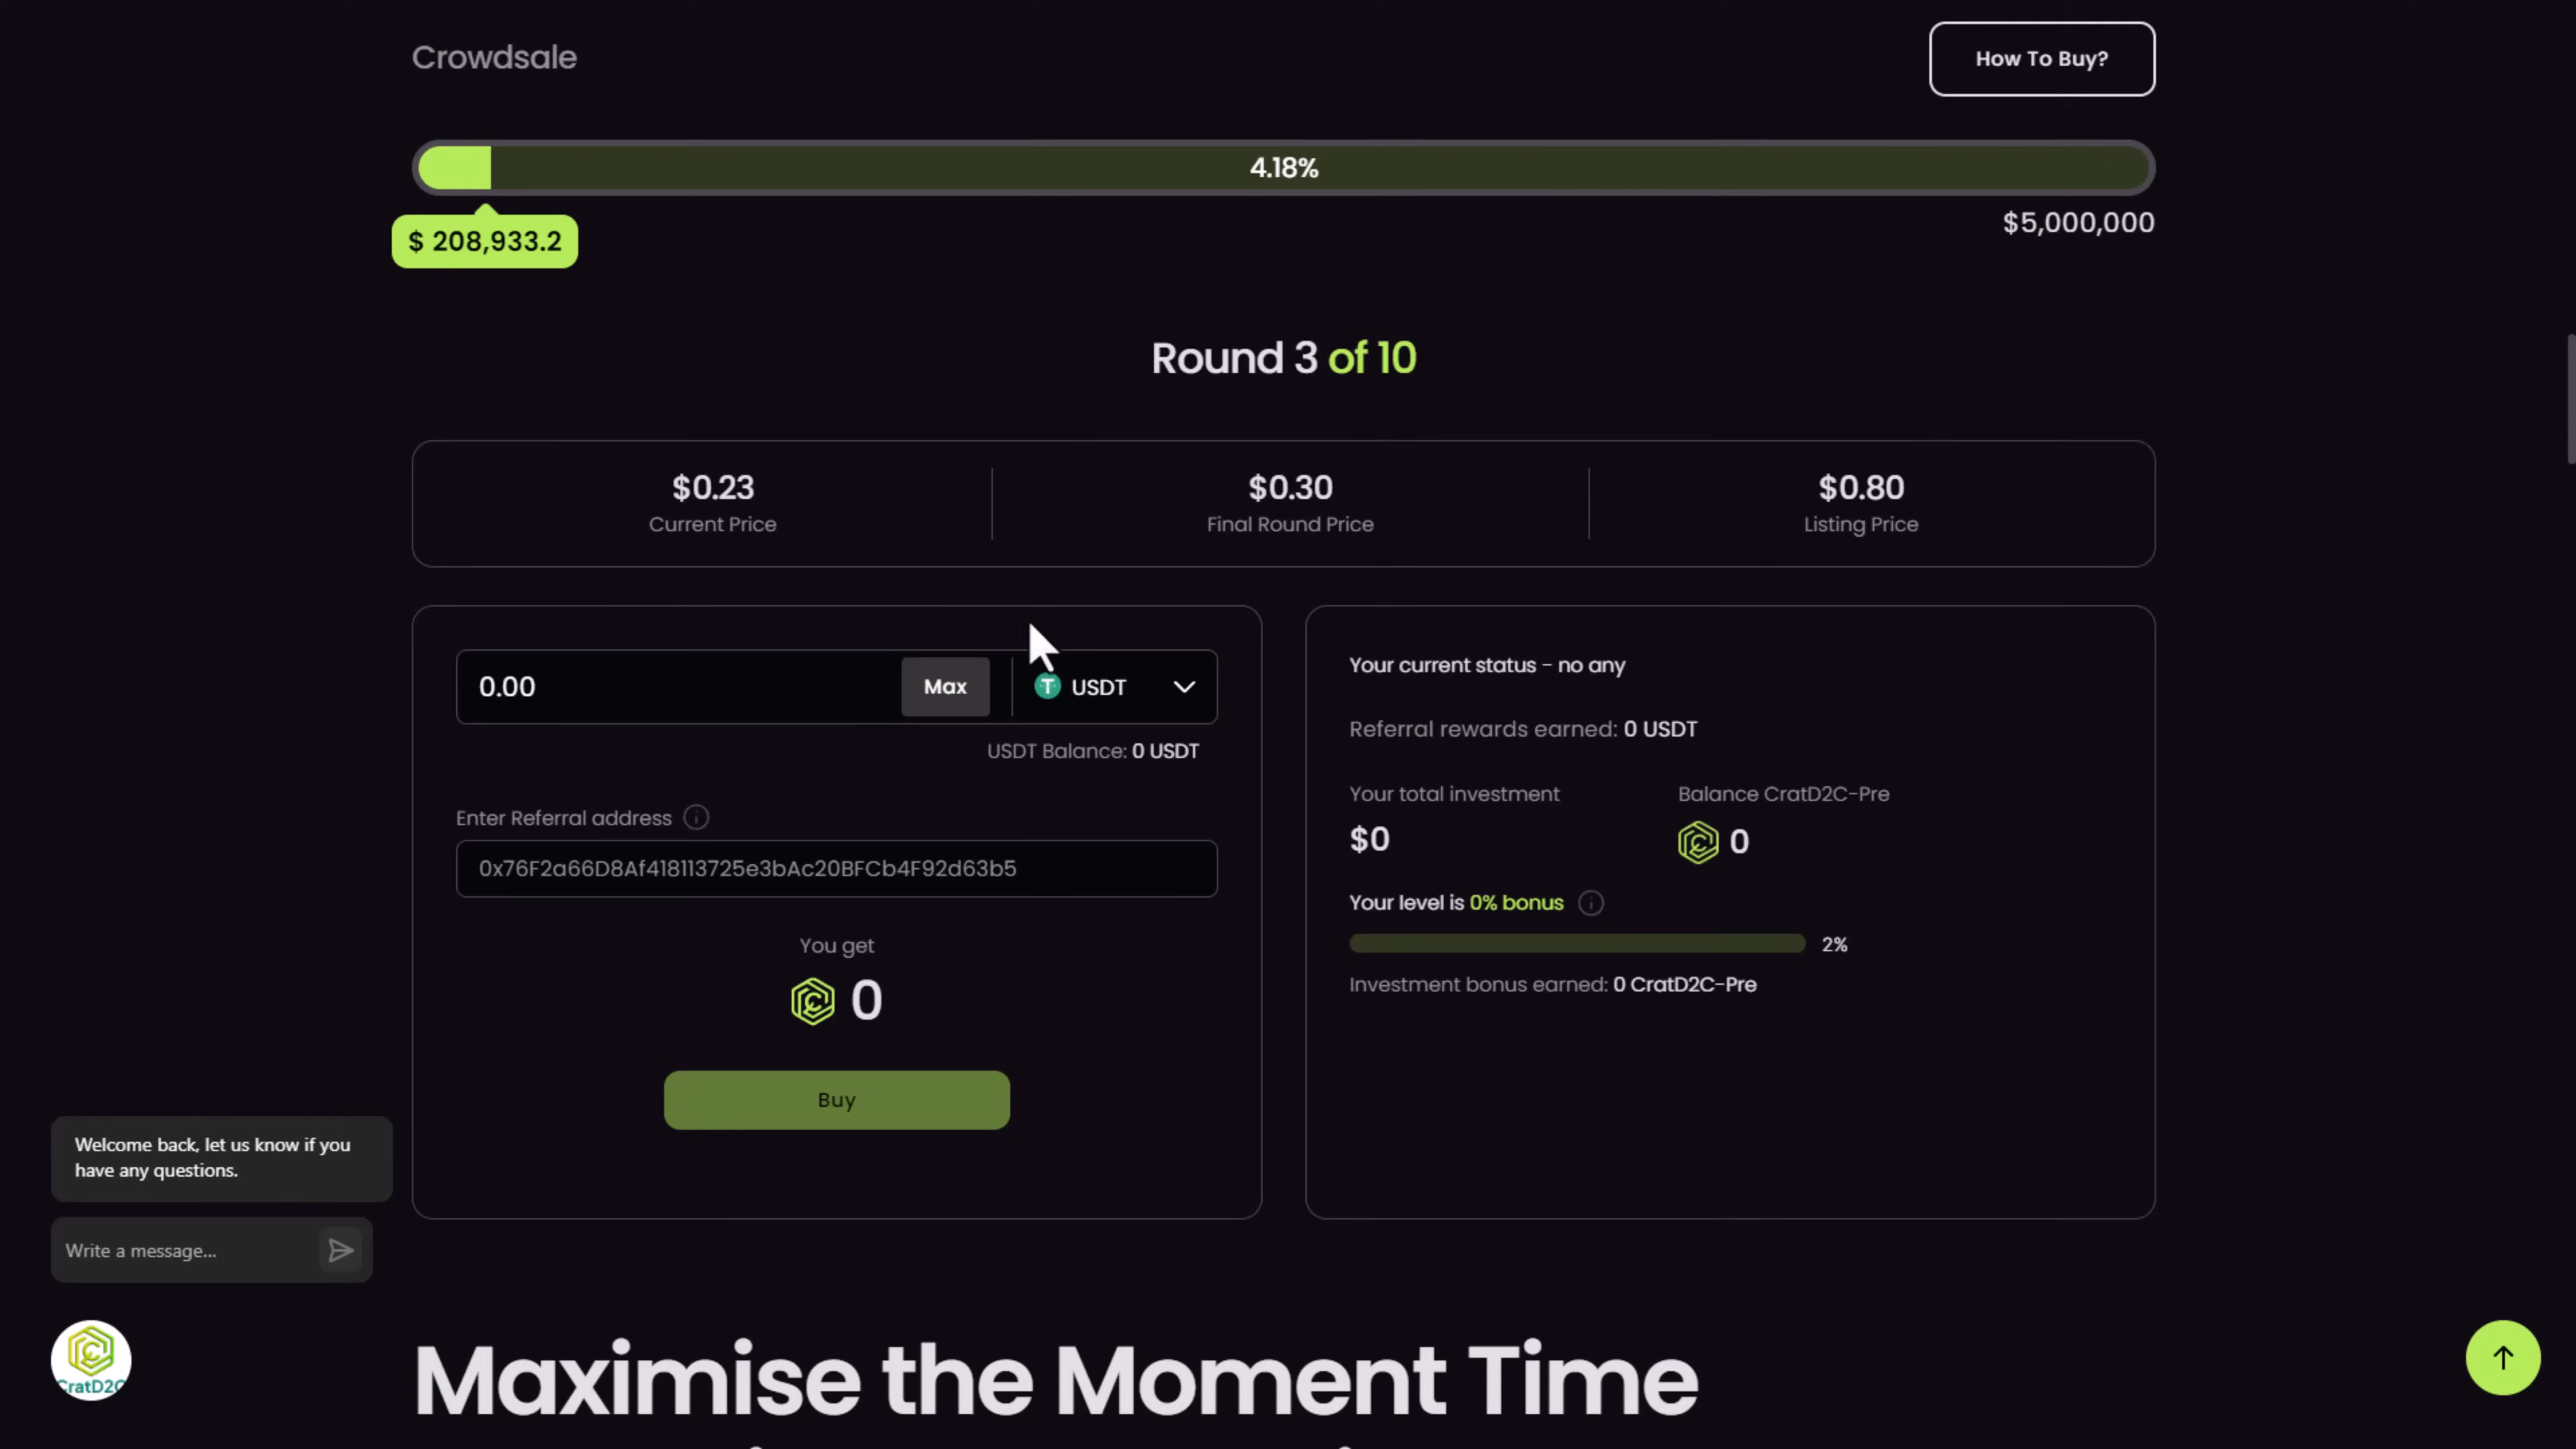 Crowdsale
How To Buy?
4.18%
$ 208,933.2
$5,000,000
Round 3 of 10
$0.23
Current Price
$0.30
Final Round Price
$0.80
Listing Price
0.00
Max
USDT
USDT Balance: 0 USDT
Enter Referral address
0x76F2a66D8Af418113725e3bAc20BFCb4F92d63b5
You get
0
Buy
Your current status - no any
Referral rewards earned: 0 USDT
Your total investment
$0
Balance CratD2C-Pre
0
Your level is 0% bonus
2%
Investment bonus earned: 0 CratD2C-Pre
Welcome back, let us know if you
have any questions.
Write a message...
CratD2C
Maximise the Moment Time